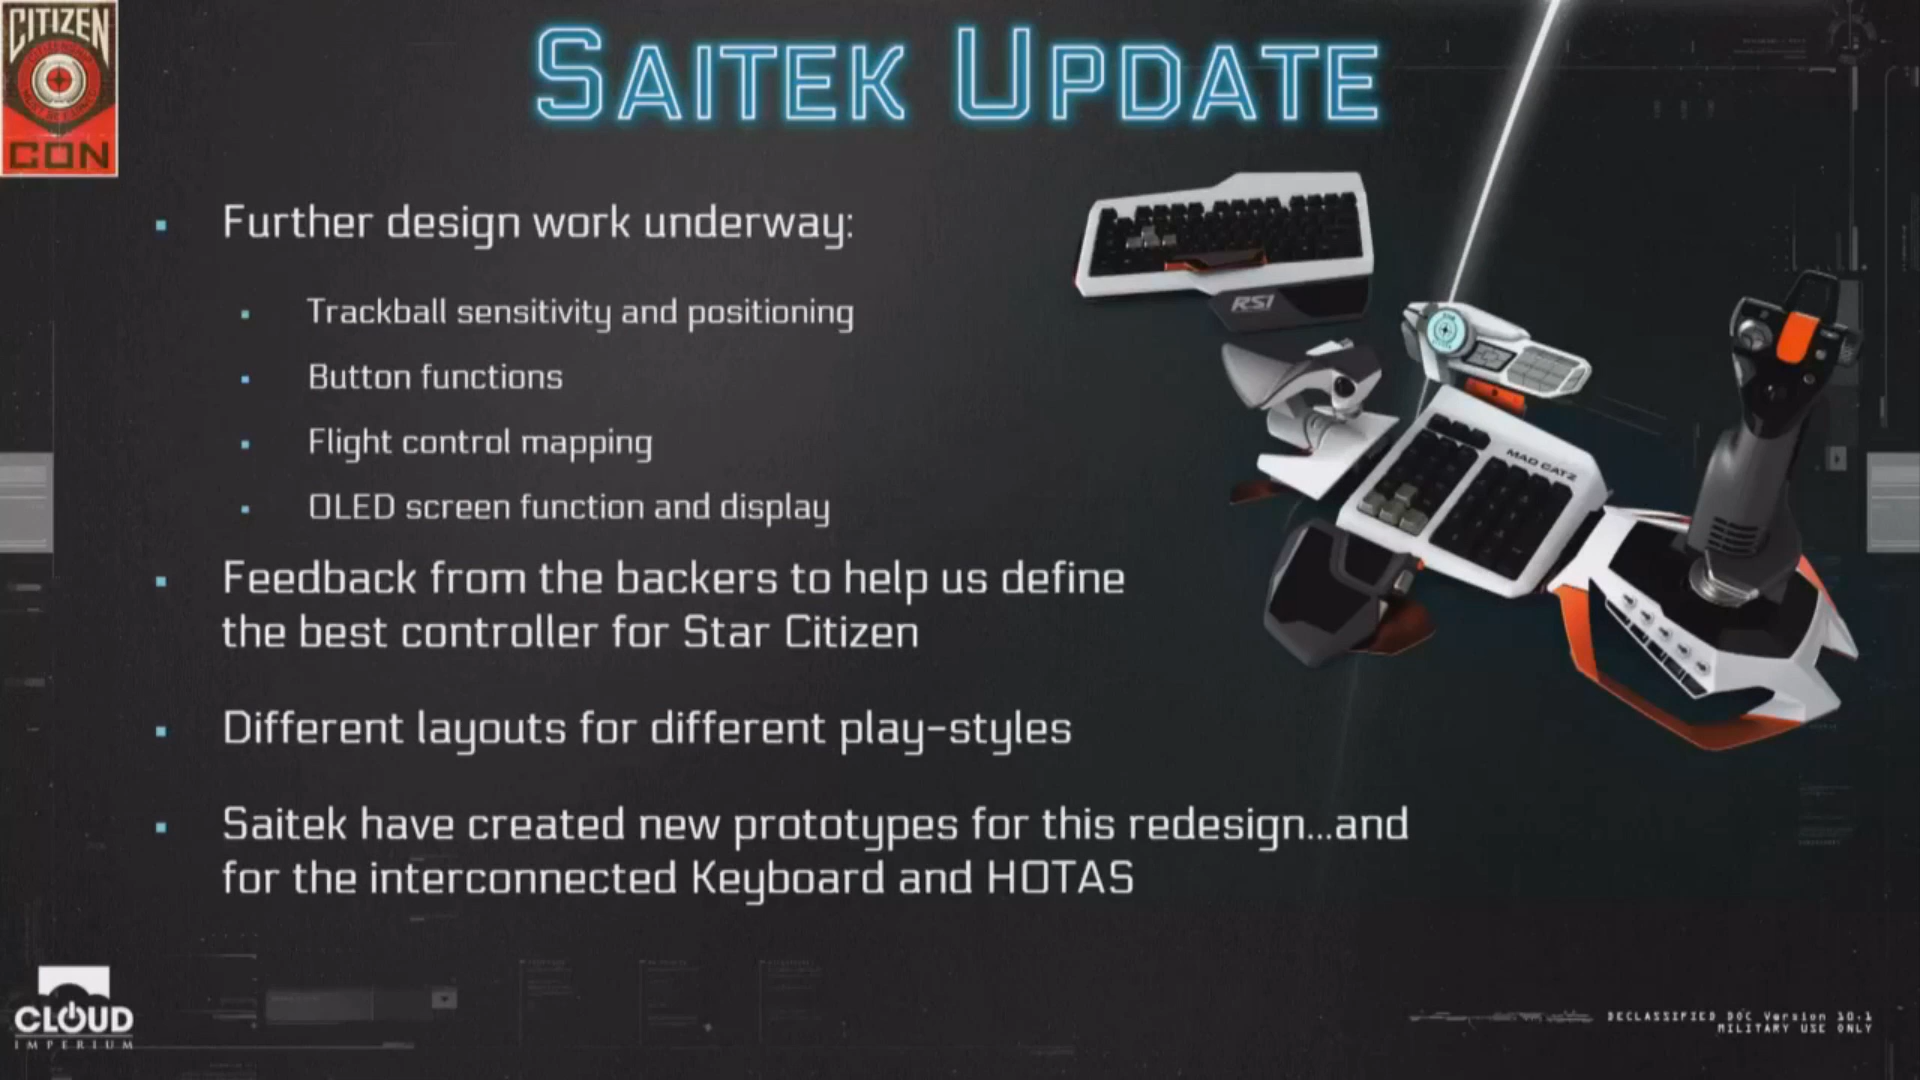 CITIZEN
CON
SAITEK UPDATE
Further design work underway:
Trackball sensitivity and positioning
Button functions
Flight control mapping
OLED screen function and display
Feedback from the backers to help us define
the best controller for Star Citizen
Different layouts for different play-styles
Saitek have created new prototypes for this redesign...and
for the interconnected Keyboard and HOTAS
RSI
MAD CATZ
CLOUD
IMPERIUM
DECLASSIFIED DOC Version 10.1
MILITARY USE ONLY